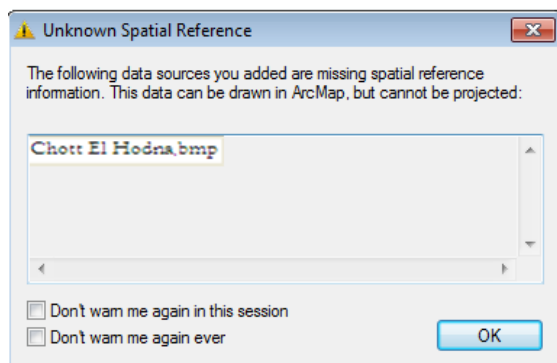 Unknown Spatial Reference
The following data sources you added are missing spatial reference
information. This data can be drawn in ArcMap, but cannot be projected:
Chott El Hodna.bmp
Don't warn me again in this session
Don't warn me again ever
OK